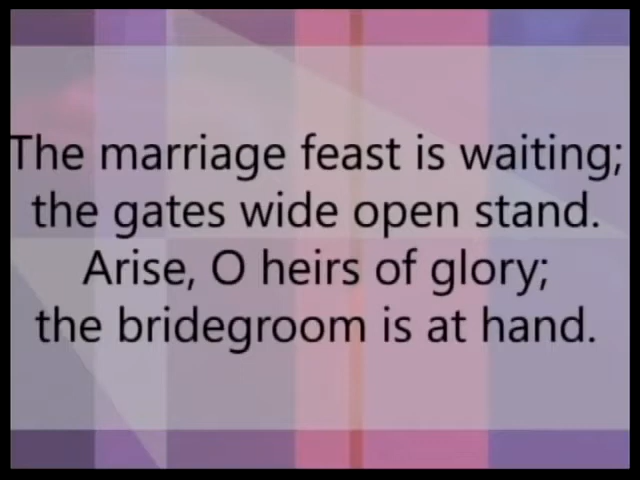 The marriage feast is waiting;
the gates wide open stand.
Arise, O heirs of glory;
the bridegroom is at hand.